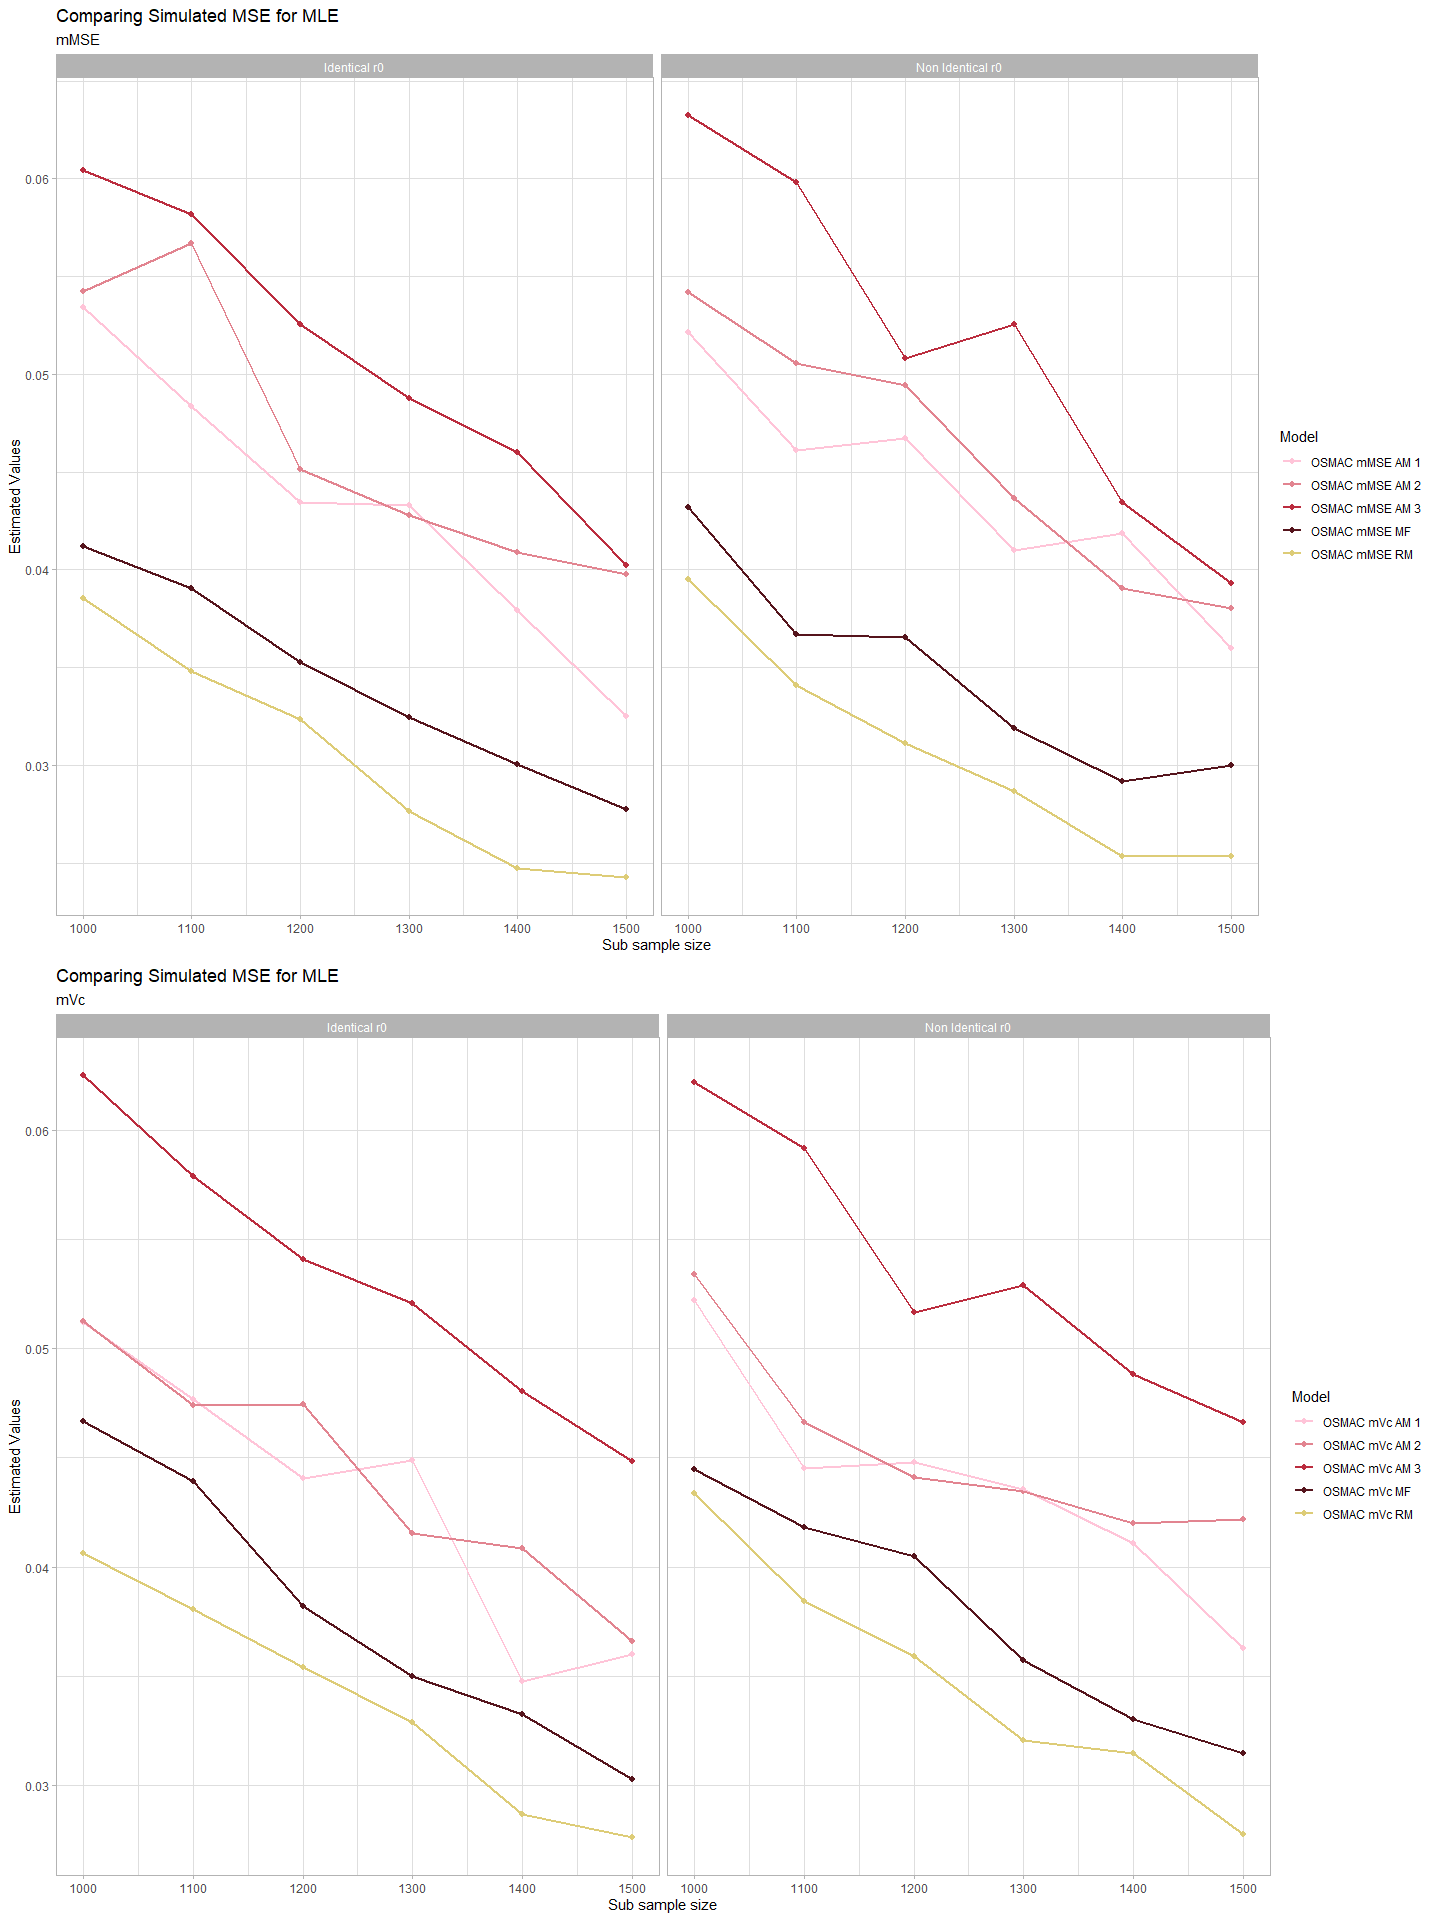 Comparing Simulated MSE for MLE
mMSE
Identical r0
Non Identical r0
Estimated Values
0.06
0.05
0.04
0.03
1000 1100 1200 1300 1400 1500
1000 1100 1200 1300 1400 1500
Sub sample size
Model
OSMAC mMSE AM 1
OSMAC mMSE AM 2
OSMAC mMSE AM 3
OSMAC mMSE MF
OSMAC mMSE RM
Comparing Simulated MSE for MLE
mVc
Identical r0
Non Identical r0
Estimated Values
0.06
0.05
0.04
0.03
1000 1100 1200 1300 1400 1500
1000 1100 1200 1300 1400 1500
Sub sample size
Model
OSMAC mVc AM 1
OSMAC mVc AM 2
OSMAC mVc AM 3
OSMAC mVc MF
OSMAC mVc RM